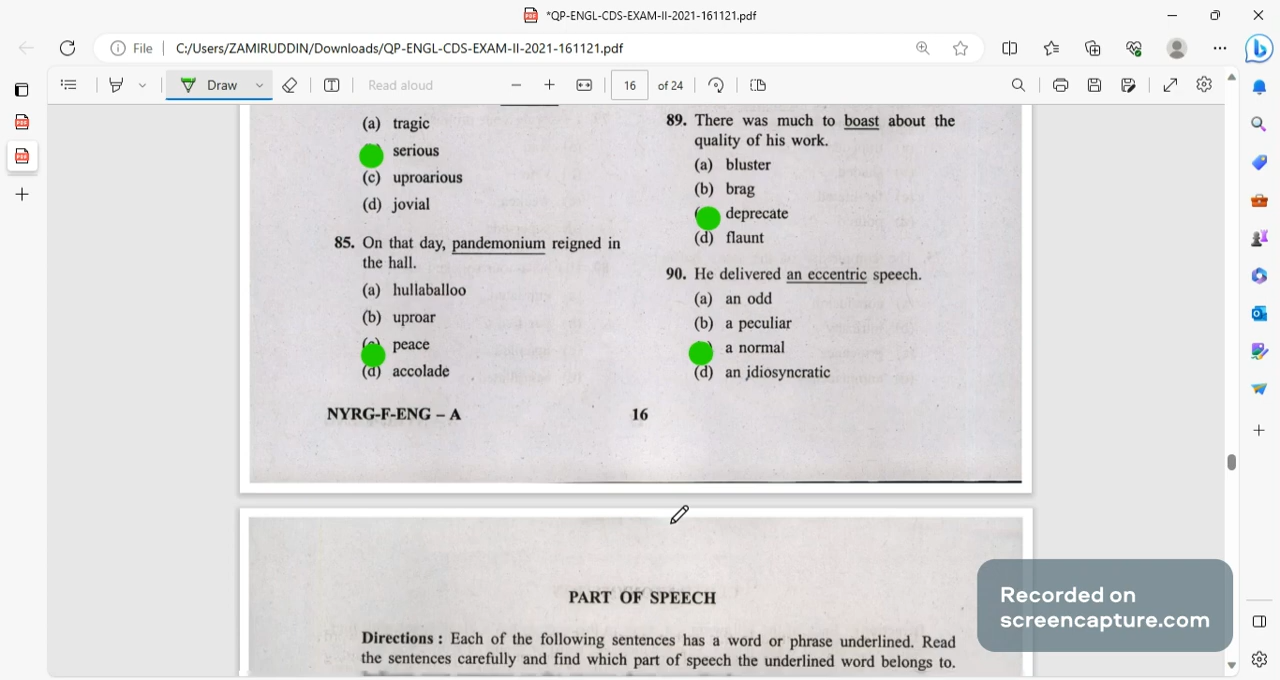 *QP-ENGL-CDS-EXAM-II-2021-161121.pdf
File
C:/Users/ZAMIRUDDIN/Downloads/QP-ENGL-CDS-EXAM-II-2021-161121.pdf
Draw
Read aloud
16
of 24
(a) tragic
serious
(c) uproarious
(d) jovial
85. On that day, pandemonium reigned in
the hall.
(a) hullaballoo
(b) uproar
(c) peace
(d) accolade
NYRG-F-ENG – A
89. There was much to boast about the
quality of his work.
(a) bluster
(b) brag
deprecate
(d) flaunt
90. He delivered an eccentric speech.
(a) an odd
(b) a peculiar
a normal
(d) an jdiosyncratic
16
PART OF SPEECH
Directions : Each of the following sentences has a word or phrase underlined. Read
the sentences carefully and find which part of speech the underlined word belongs to.
Recorded on
screencapture.com